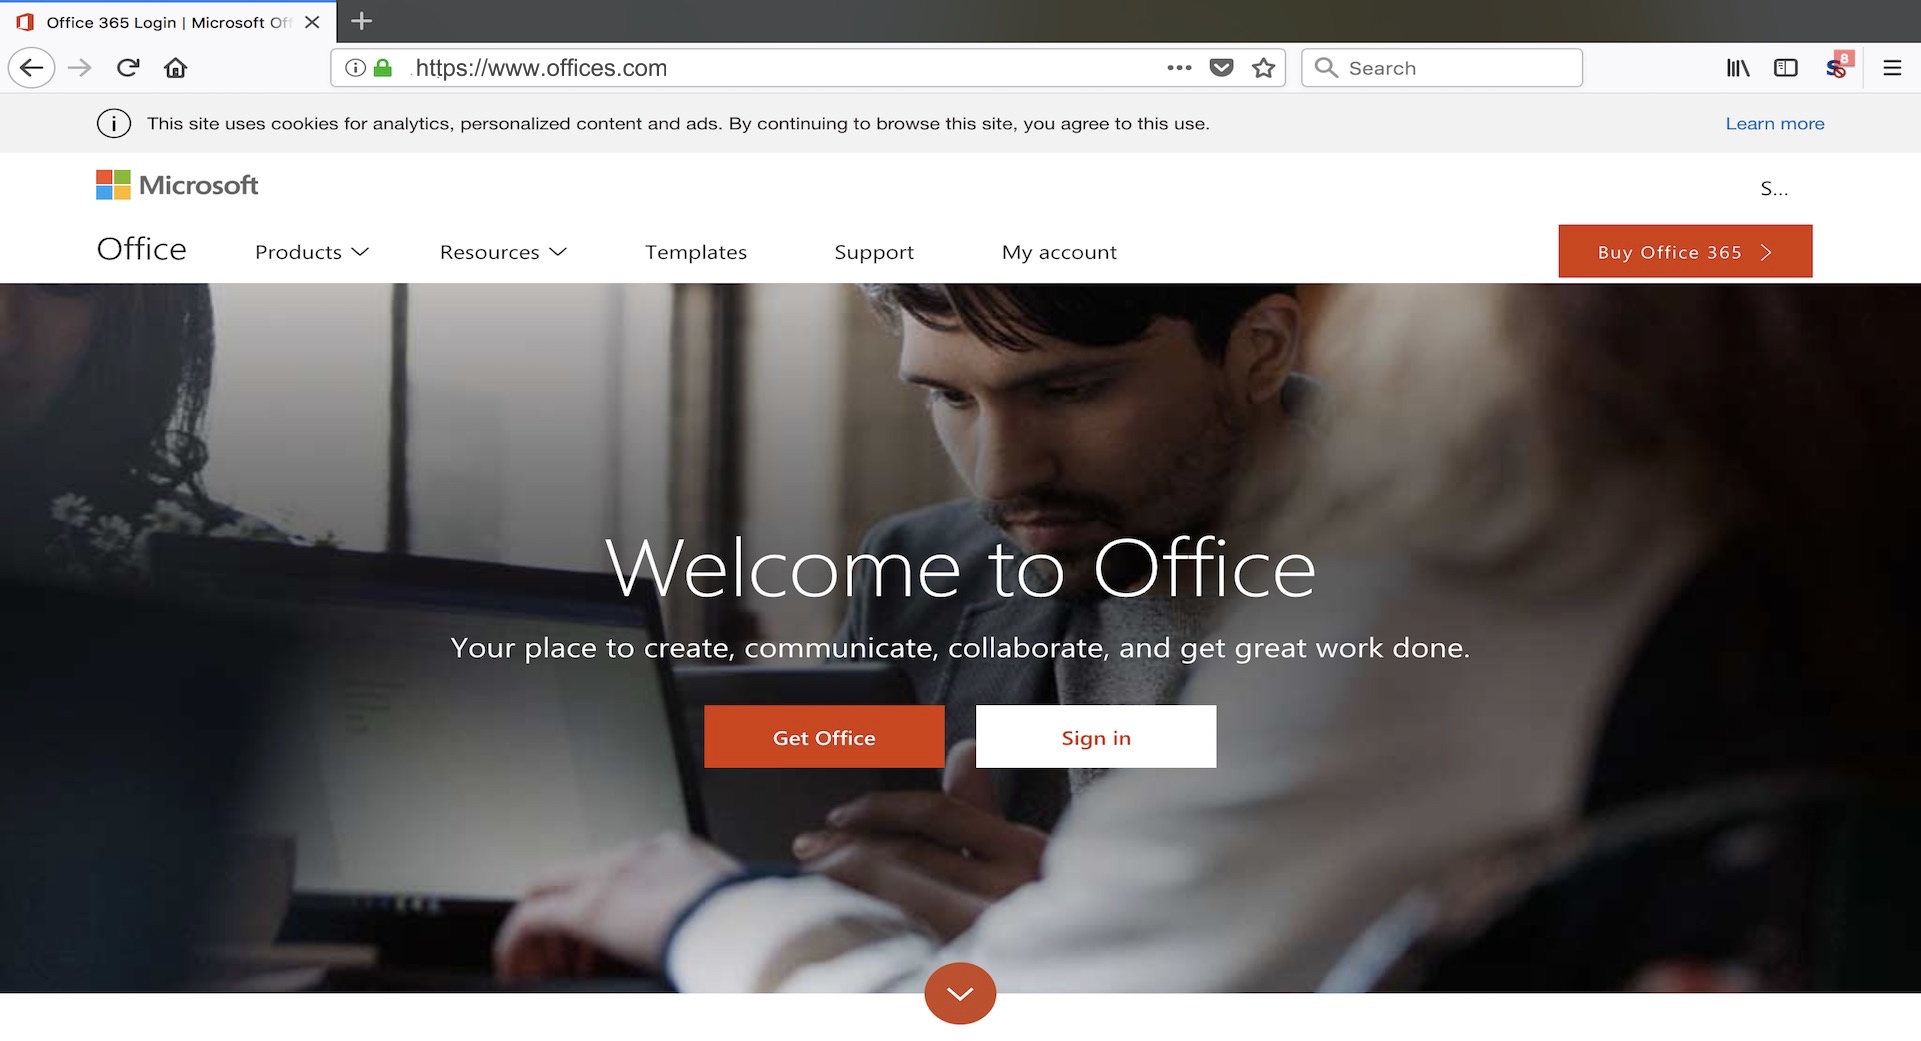 Office 365 Login | Microsoft Off
https://www.offices.com
Search
8
This site uses cookies for analytics, personalized content and ads. By continuing to browse this site, you agree to this use.
Learn more
Microsoft
S...
Office
Products
Resources
Templates
Support
My account
Buy Office 365
Welcome to Office
Your place to create, communicate, collaborate, and get great work done.
Get Office
Sign in